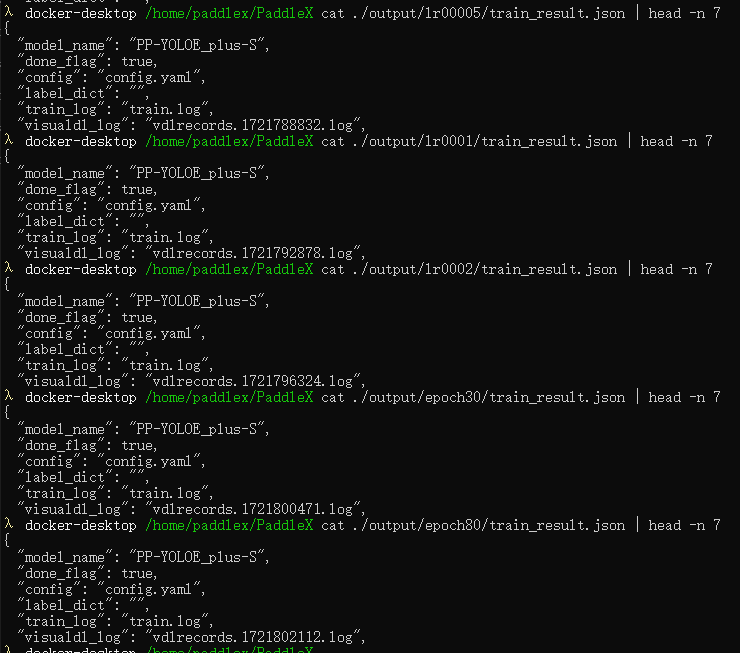 λ docker-desktop /home/paddlex/PaddleX cat ./output/lr00005/train_result.json | head -n 7
{
  "model_name": "PP-YOLOE_plus-S",
  "done_flag": true,
  "config": "config.yaml",
  "label_dict": "",
  "train_log": "train.log",
  "visualdl_log": "vdlrecords.1721788832.log",
λ docker-desktop /home/paddlex/PaddleX cat ./output/lr0001/train_result.json | head -n 7
{
  "model_name": "PP-YOLOE_plus-S",
  "done_flag": true,
  "config": "config.yaml",
  "label_dict": "",
  "train_log": "train.log",
  "visualdl_log": "vdlrecords.1721792878.log",
λ docker-desktop /home/paddlex/PaddleX cat ./output/lr0002/train_result.json | head -n 7
{
  "model_name": "PP-YOLOE_plus-S",
  "done_flag": true,
  "config": "config.yaml",
  "label_dict": "",
  "train_log": "train.log",
  "visualdl_log": "vdlrecords.1721796324.log",
λ docker-desktop /home/paddlex/PaddleX cat ./output/epoch30/train_result.json | head -n 7
{
  "model_name": "PP-YOLOE_plus-S",
  "done_flag": true,
  "config": "config.yaml",
  "label_dict": "",
  "train_log": "train.log",
  "visualdl_log": "vdlrecords.1721800471.log",
λ docker-desktop /home/paddlex/PaddleX cat ./output/epoch80/train_result.json | head -n 7
{
  "model_name": "PP-YOLOE_plus-S",
  "done_flag": true,
  "config": "config.yaml",
  "label_dict": "",
  "train_log": "train.log",
  "visualdl_log": "vdlrecords.1721802112.log",
λ docker-desktop /home/paddlex/PaddleX